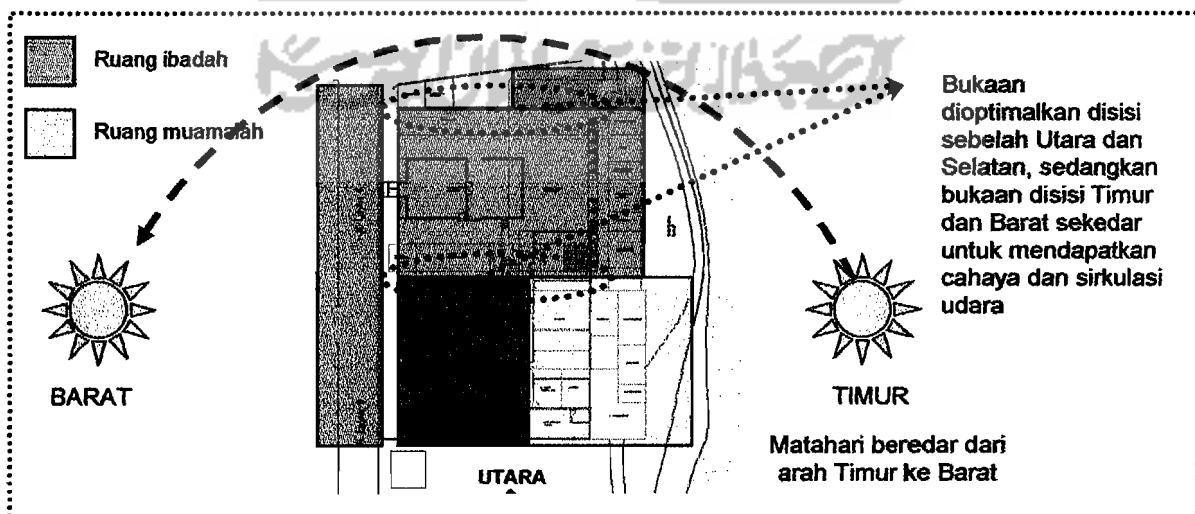 Ruang ibadah
Ruang muamalah
Bukaan
dioptimalkan disisi
sebelah Utara dan
Selatan, sedangkan
bukaan disisi Timur
dan Barat sekedar
untuk mendapatkan
cahaya dan sirkulasi
udara
BARAT
TIMUR
Matahari beredar dari
arah Timur ke Barat
UTARA